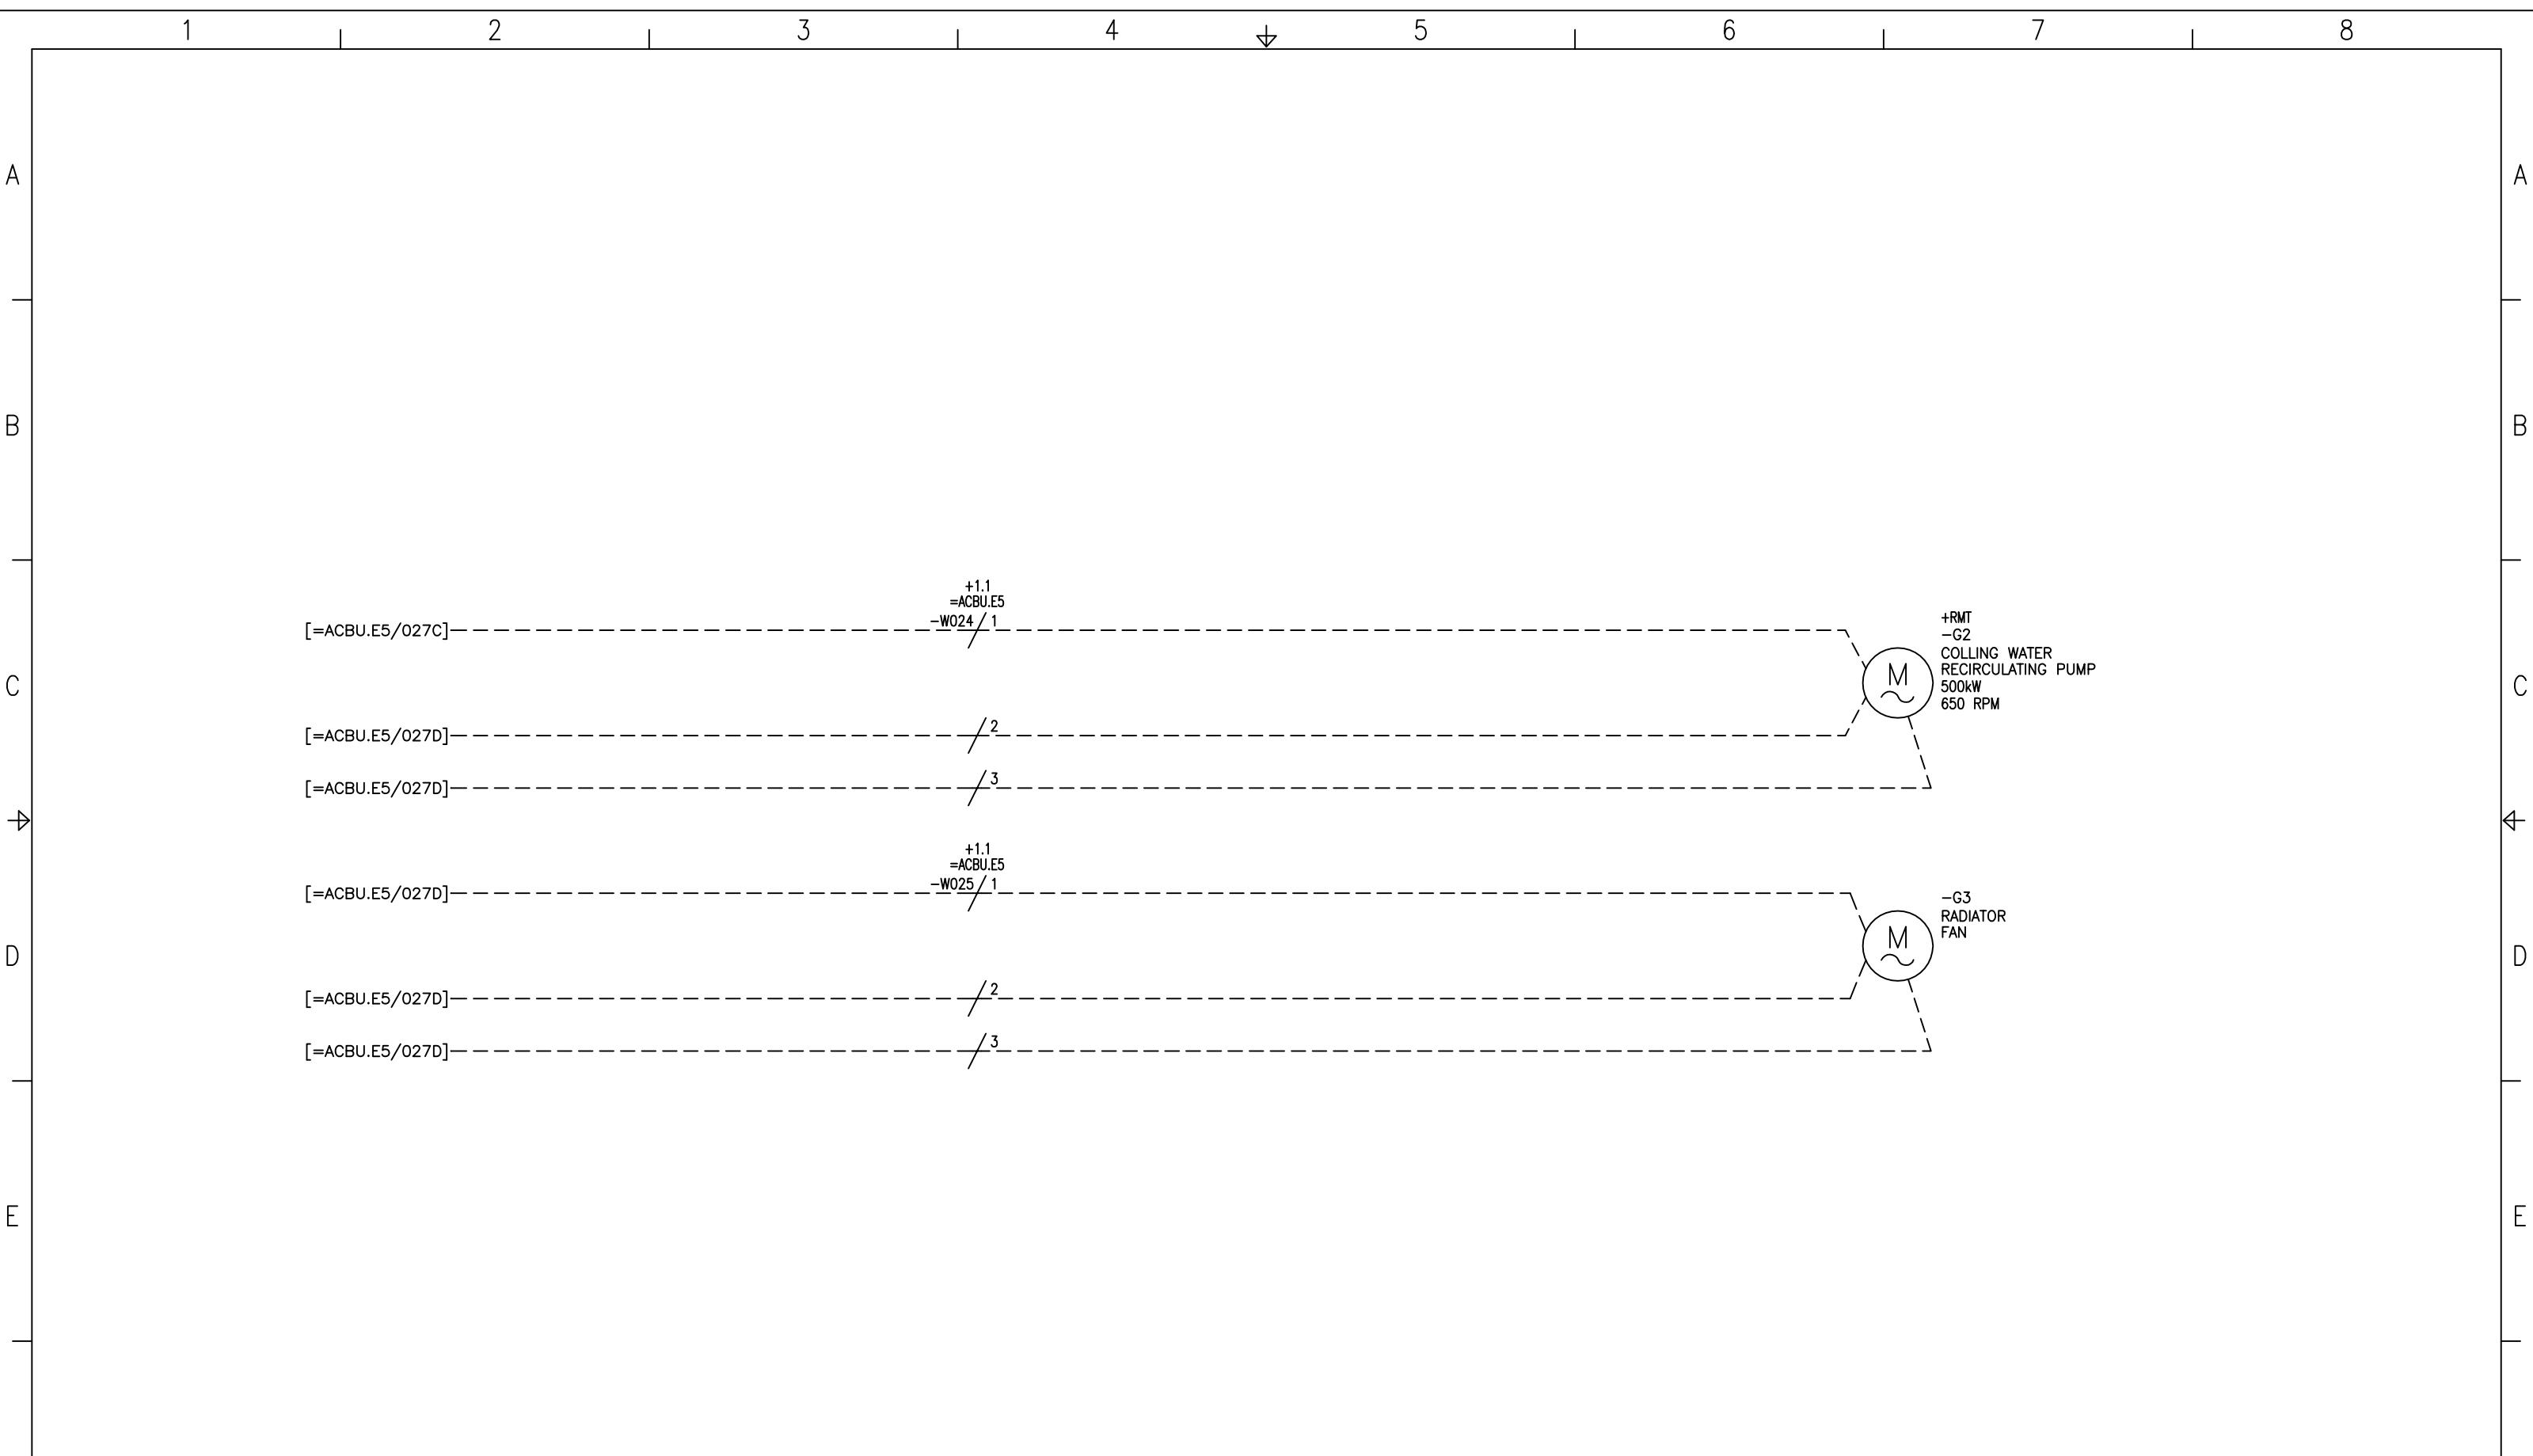 1 2 3 4 5 6 7 8
A A
B B
+1.1
=ACBU.E5
[=ACBU.E5/027C] -W024 1
+RMT
-G2
COLLING WATER
RECIRCULATING PUMP
500kW
650 RPM
M
C C
[=ACBU.E5/027D] 2
[=ACBU.E5/027D] 3
+1.1
=ACBU.E5
[=ACBU.E5/027D] -W025 1
-G3
RADIATOR
FAN
M
D D
[=ACBU.E5/027D] 2
[=ACBU.E5/027D] 3
E E